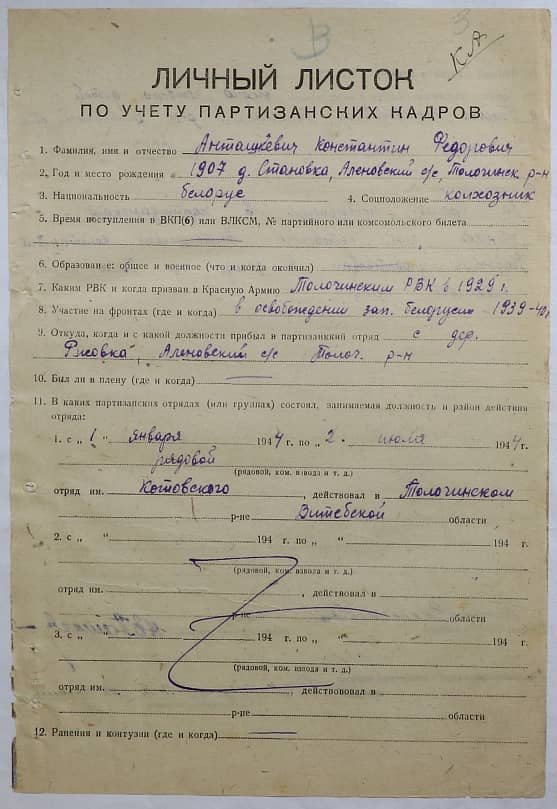 КА
ЛИЧНЫЙ ЛИСТОК
ПО УЧЕТУ ПАРТИЗАНСКИХ КАДРОВ
1. Фамилия, имя и отчество Анташкевич Константин Федорович
2. Год и место рождения 1907 д. Становка, Аленовский с/с, Толочинск р-н
3. Национальность белорус 4. Соцположение колхозник
5. Время поступления в ВКП(б) или ВЛКСМ, № партийного или комсомольского билета
6. Образование: общее и военное (что и когда окончил)
7. Каким РВК и когда призван в Красную Армию Толочинским РВК в 1929 г.
8. Участие на фронтах (где и когда) в освобождении зап. белорусии 1939-40 г.
9. Откуда, когда и с какой должности прибыл в партизанский отряд с дер.
Аленовский с/с Толоч. р-н
10. Был ли в плену (где и когда)
11. В каких партизанских отрядах (или группах) состоял, занимаемая должность и район действия
отряда:
1. с „ 1 “ января 1944 г. по „ 2 “ июля 1944 г.
рядовой
(рядовой, ком. взвода и т. д.)
отряд им. Котовского, действовал в Толочинском
р-не Витебской области
2. с „ “ 194 г. по „ “ 194 г.
(рядовой, ком. взвода и т. д.)
отряд им. , действовал в
р-не области
3. с „ “ 194 г. по „ “ 194 г.
(рядовой, ком. взвода и т. д.)
отряд им. , действовал в
р-не области
12. Ранения и контузии (где и когда)